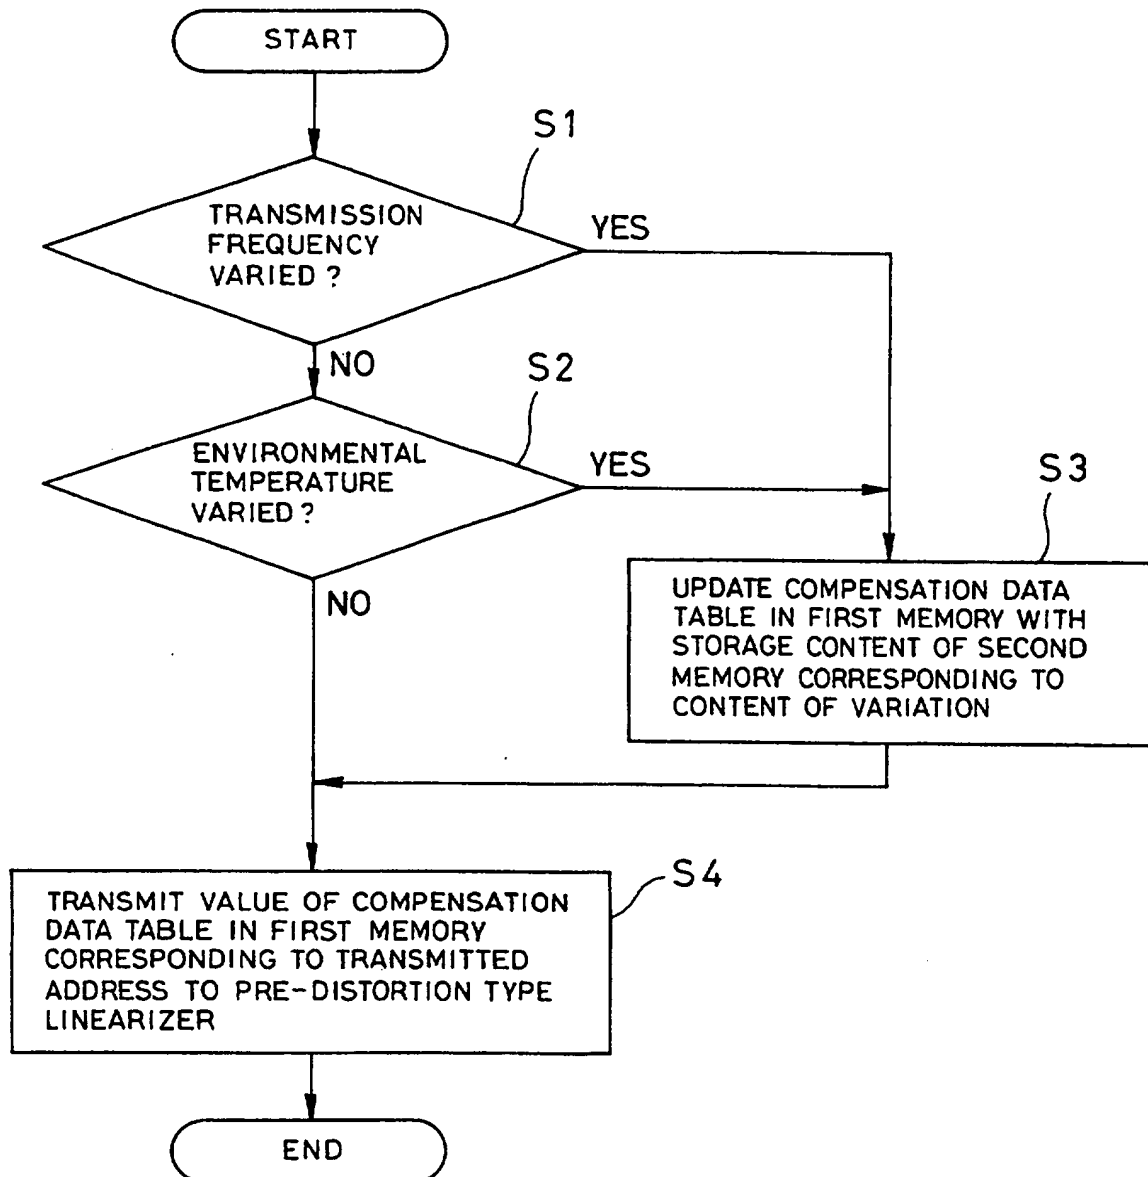 START
S1
TRANSMISSION
FREQUENCY
VARIED ?
YES
NO
S2
ENVIRONMENTAL
TEMPERATURE
VARIED ?
YES
NO
S3
UPDATE COMPENSATION DATA
TABLE IN FIRST MEMORY WITH
STORAGE CONTENT OF SECOND
MEMORY CORRESPONDING TO
CONTENT OF VARIATION
S4
TRANSMIT VALUE OF COMPENSATION
DATA TABLE IN FIRST MEMORY
CORRESPONDING TO TRANSMITTED
ADDRESS TO PRE-DISTORTION TYPE
LINEARIZER
END